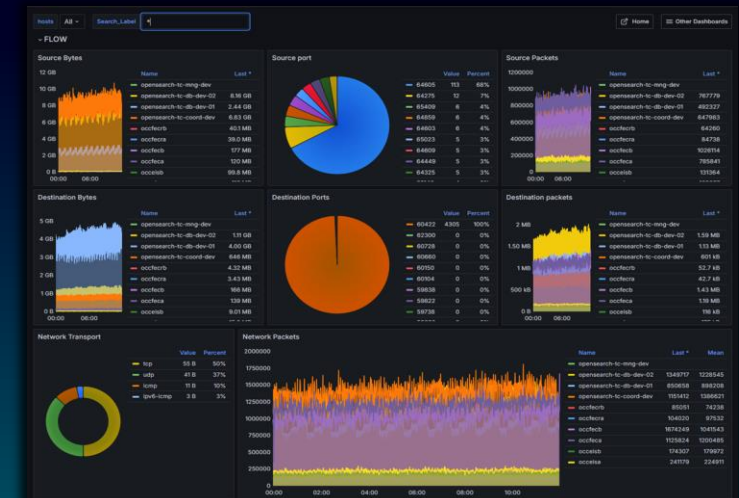 hosts All Search_Label *
Home Other Dashboards
FLOW
Source Bytes
Name Last *
12 GB
10 GB
8 GB
6 GB
4 GB
2 GB
0 B
00:00 06:00
opensearch-tc-mng-dev
opensearch-tc-db-dev-02 8.16 GB
opensearch-tc-db-dev-01 2.44 GB
opensearch-tc-coord-dev 6.83 GB
occfecrb 40.1 MB
occfecra 39.0 MB
occfecb 177 MB
occfeca 120 MB
occelsb 99.8 MB
Source port
Value Percent
64605 113 68%
64275 12 7%
65409 6 4%
64859 6 4%
64603 6 4%
65023 5 3%
64609 5 3%
64449 5 3%
64325 5 3%
Source Packets
Name Last *
1200000
1000000
800000
600000
400000
200000
0
00:00 06:00
opensearch-tc-mng-dev
opensearch-tc-db-dev-02 767779
opensearch-tc-db-dev-01 492327
opensearch-tc-coord-dev 647983
occfecrb 64260
occfecra 84738
occfecb 1026114
occfeca 785841
occelsb 131364
Destination Bytes
Name Last *
5 GB
4 GB
3 GB
2 GB
1 GB
0 B
00:00 06:00
opensearch-tc-mng-dev
opensearch-tc-db-dev-02 1.11 GB
opensearch-tc-db-dev-01 4.00 GB
opensearch-tc-coord-dev 646 MB
occfecrb 4.32 MB
occfecra 3.43 MB
occfecb 166 MB
occfeca 139 MB
occelsb 9.01 MB
Destination Ports
Value Percent
60422 4305 100%
62300 0 0%
60728 0 0%
60660 0 0%
60150 0 0%
60104 0 0%
59838 0 0%
59822 0 0%
59738 0 0%
Destination packets
Name Last *
2 MB
1.50 MB
1 MB
500 kB
0 B
00:00 06:00
opensearch-tc-mng-dev
opensearch-tc-db-dev-02 1.59 MB
opensearch-tc-db-dev-01 1.13 MB
opensearch-tc-coord-dev 601 kB
occfecrb 52.7 kB
occfecra 42.7 kB
occfecb 1.43 MB
occfeca 1.19 MB
occelsb 116 kB
Network Transport
Value Percent
tcp 55 B 50%
udp 41 B 37%
icmp 11 B 10%
ipv6-icmp 3 B 3%
Network Packets
Name Last * Mean
2000000
1750000
1500000
1250000
1000000
750000
500000
250000
0
00:00 02:00 04:00 06:00 08:00 10:00
opensearch-tc-mng-dev
opensearch-tc-db-dev-02 1349717 1228545
opensearch-tc-db-dev-01 850658 898208
opensearch-tc-coord-dev 1151412 1386621
occfecrb 85051 74238
occfecra 104020 97532
occfecb 1674249 1041543
occfeca 1125824 1200485
occelsb 174307 179972
occelsa 241179 224911